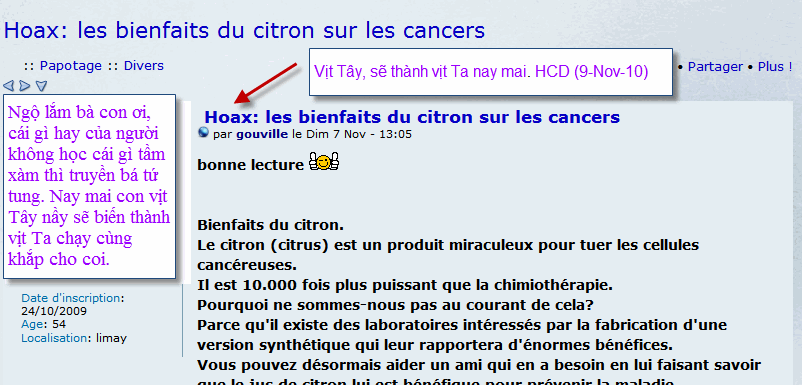 Hoax: les bienfaits du citron sur les cancers
:: Papotage :: Divers
• Partager • Plus !
Vịt Tây, sẽ thành vịt Ta nay mai. HCD (9-Nov-10)
Ngộ lắm bà con ơi,
cái gì hay của người
không học cái gì tầm
xàm thì truyền bá tứ
tung. Nay mai con vịt
Tây nầy sẽ biến thành
vịt Ta chạy cùng
khắp cho coi.
Date d'inscription:
24/10/2009
Age: 54
Localisation: limay
Hoax: les bienfaits du citron sur les cancers
par gouville le Dim 7 Nov - 13:05
bonne lecture
Bienfaits du citron.
Le citron (citrus) est un produit miraculeux pour tuer les cellules
cancéreuses.
Il est 10.000 fois plus puissant que la chimiothérapie.
Pourquoi ne sommes-nous pas au courant de cela?
Parce qu'il existe des laboratoires intéressés par la fabrication d'une
version synthétique qui leur rapportera d'énormes bénéfices.
Vous pouvez désormais aider un ami qui en a besoin en lui faisant savoir
que le jus de citron lui est bénéfique pour prévenir la maladie.